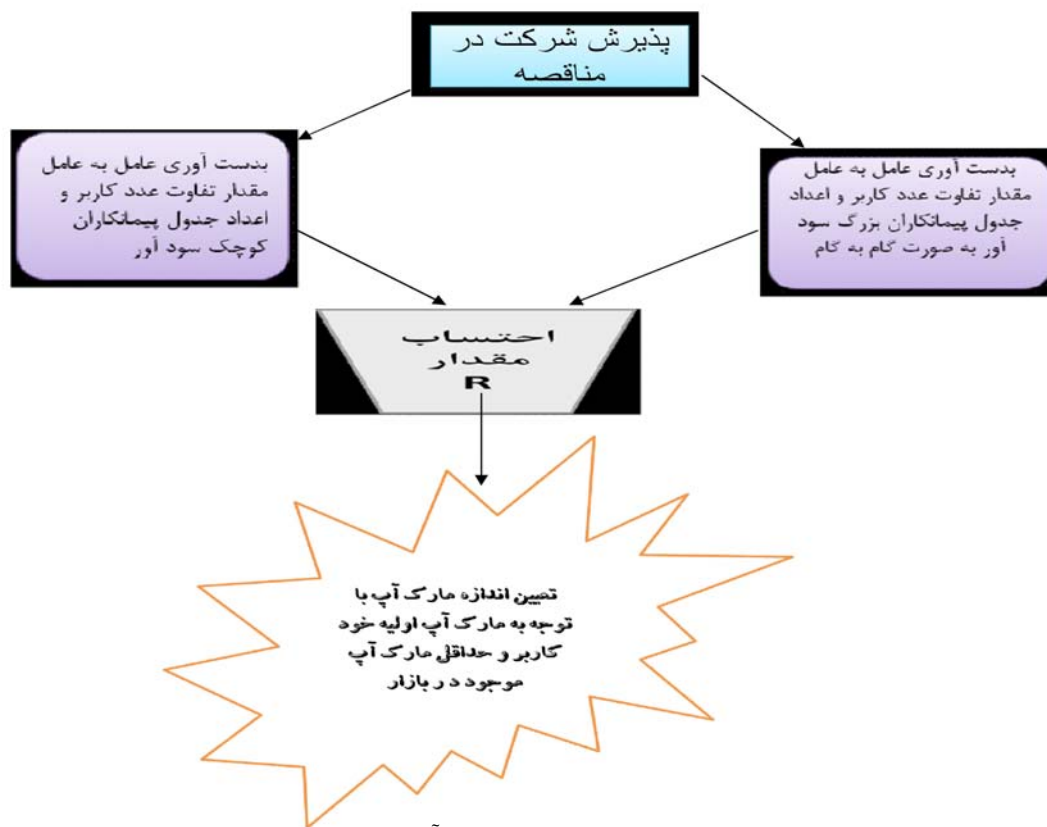 پذیرش شرکت در
مناقصه
بدست آوری عامل به عامل
مقدار تفاوت عدد کاربر و اعداد
جدول پیمانکاران بزرگ سود
آور به صورت گام به گام
بدست آوری عامل به عامل
مقدار تفاوت عدد کاربر و
اعداد جدول پیمانکاران
کوچک سود آور
احتساب
مقدار
R
تعیین اندازه مارک آپ با
توجه به مارک آپ اولیه خود
کاربر و حداقل مارک آپ
موجود در بازار